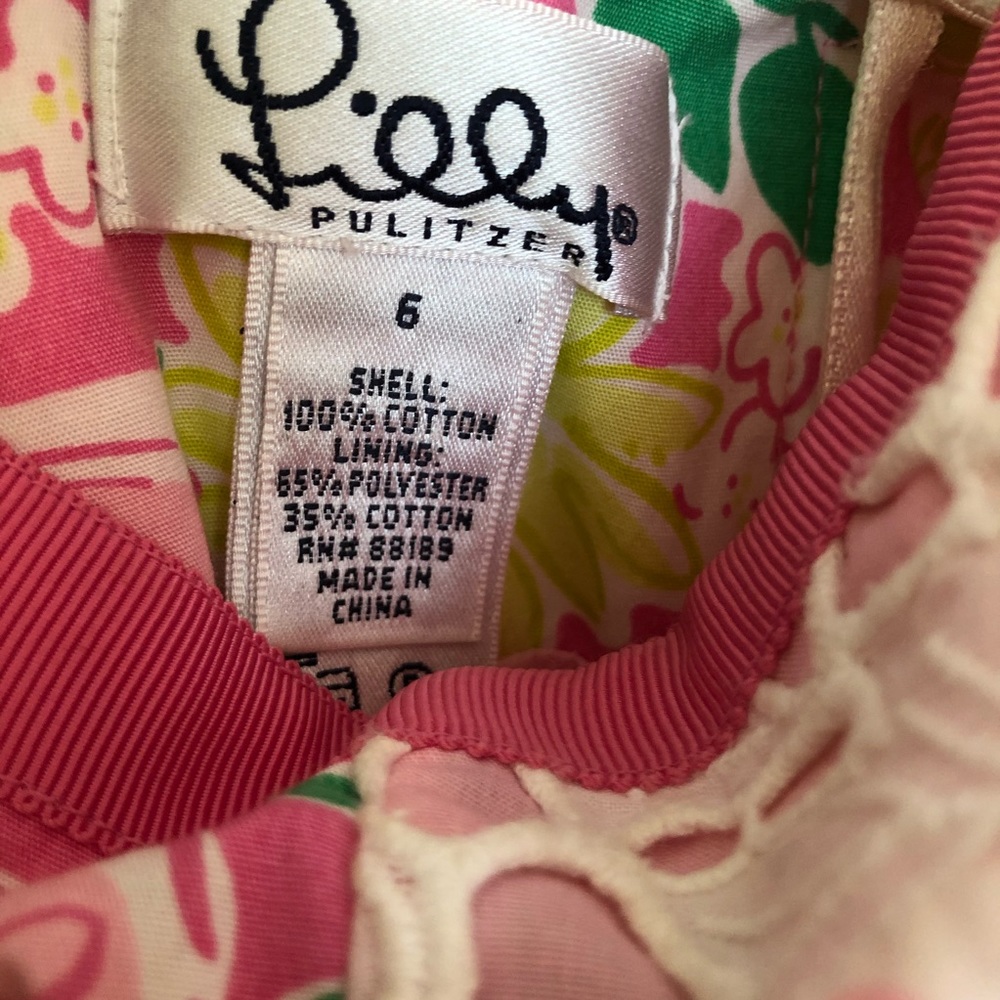 Lilly®
PULITZER
6
SHELL:
100% COTTON
LINING:
65% POLYESTER
35% COTTON
RN# 88189
MADE IN
CHINA